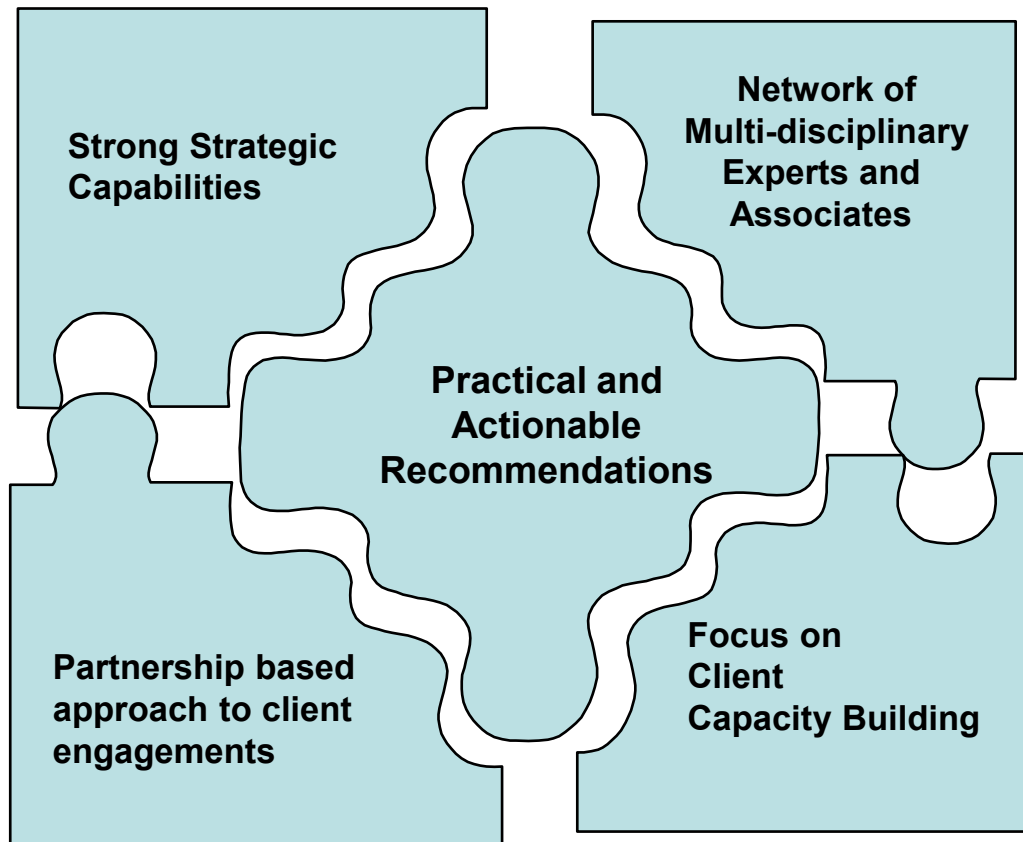 Strong Strategic
Capabilities
Network of
Multi-disciplinary
Experts and
Associates
Practical and
Actionable
Recommendations
Partnership based
approach to client
engagements
Focus on
Client
Capacity Building